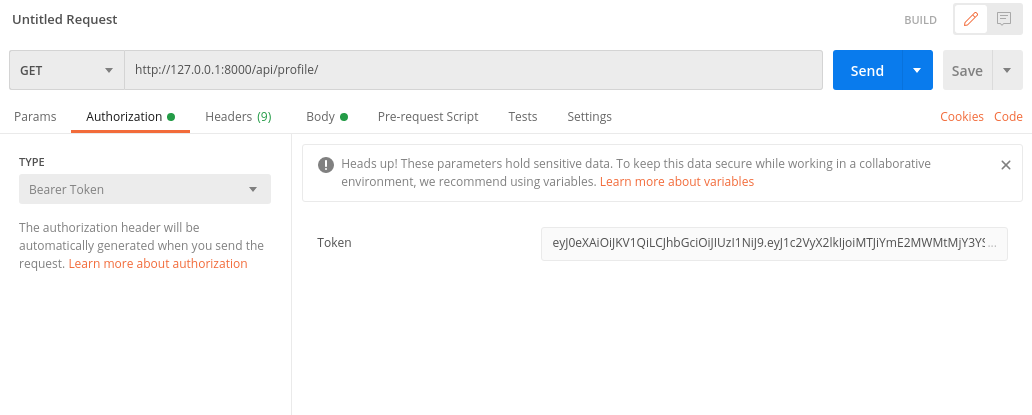 Untitled Request
BUILD
GET
http://127.0.0.1:8000/api/profile/
Send
Save
Params
Authorization
Headers (9)
Body
Pre-request Script
Tests
Settings
Cookies
Code
TYPE
Bearer Token
The authorization header will be
automatically generated when you send the
request. Learn more about authorization
Heads up! These parameters hold sensitive data. To keep this data secure while working in a collaborative
environment, we recommend using variables. Learn more about variables
Token